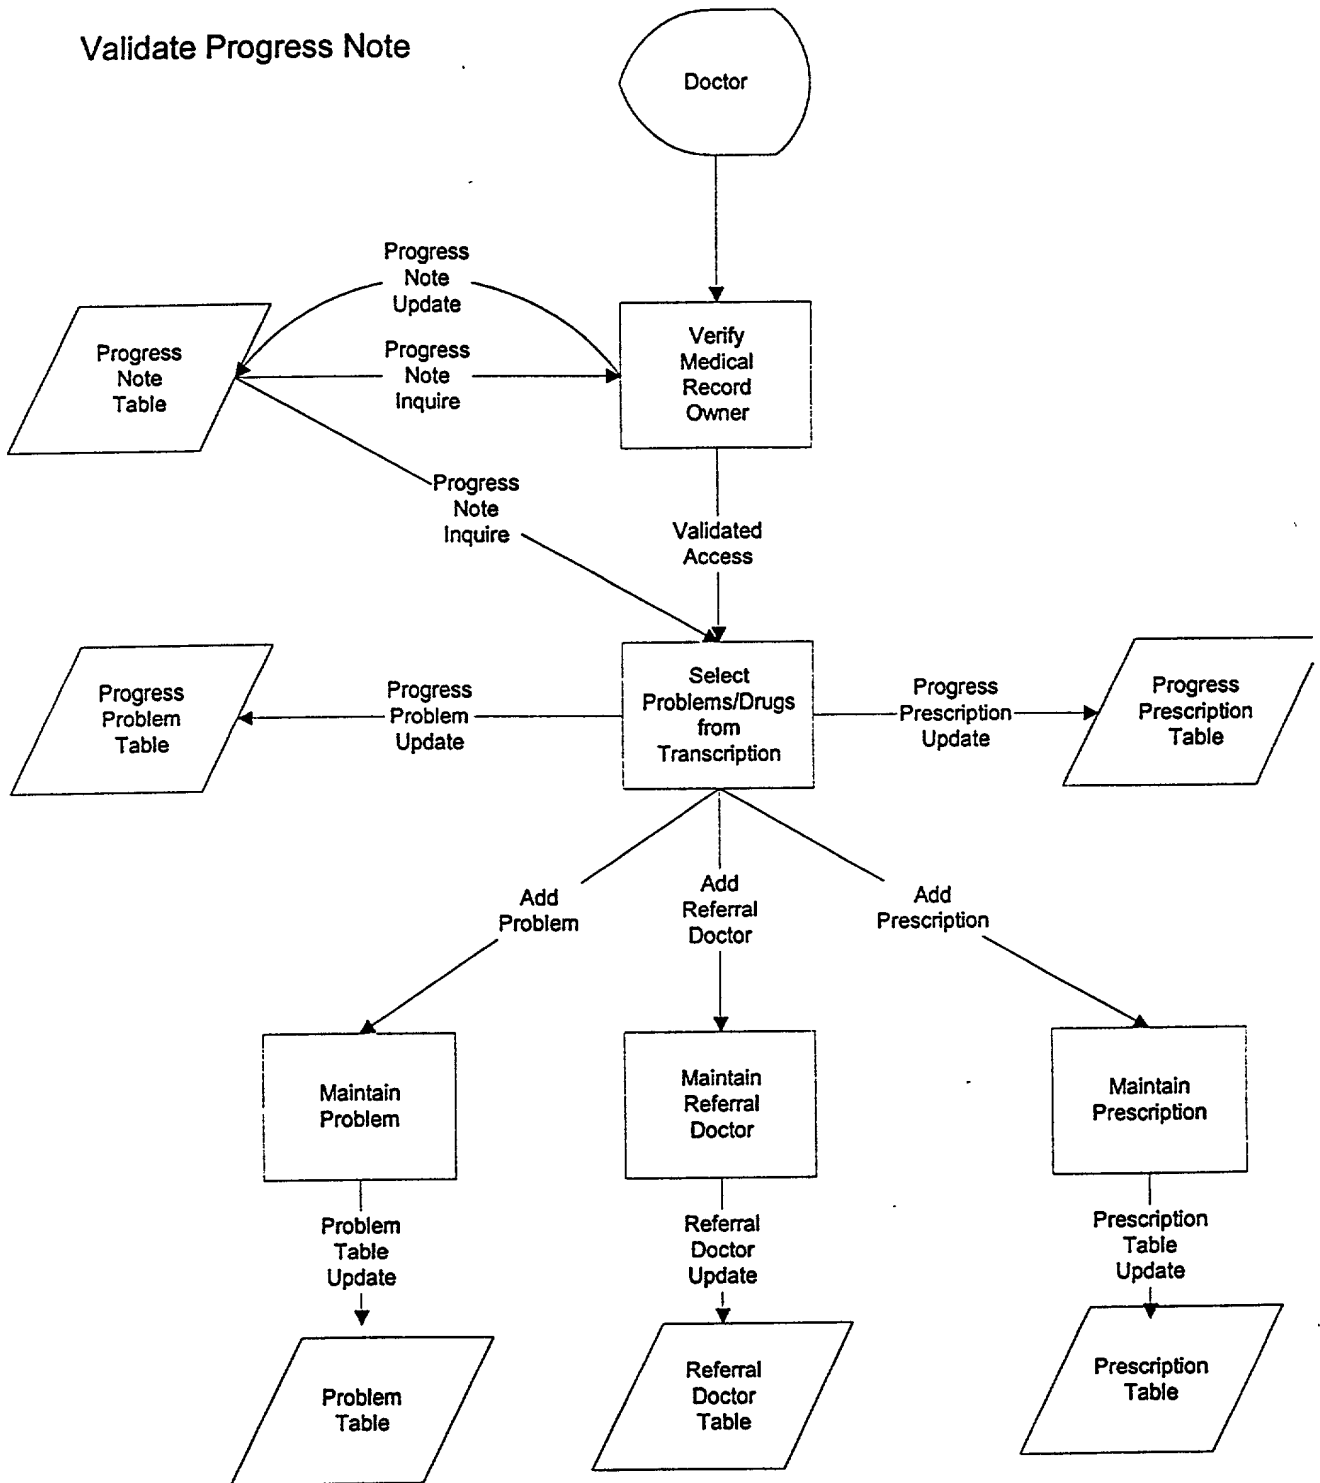 Validate Progress Note
Doctor
Progress
Note
Update
Progress
Note
Table
Progress
Note
Inquire
Verify
Medical
Record
Owner
Progress
Note
Inquire
Validated
Access
Progress
Problem
Table
Progress
Problem
Update
Select
Problems/Drugs
from
Transcription
Progress
Prescription
Update
Progress
Prescription
Table
Add
Problem
Add
Referral
Doctor
Add
Prescription
Maintain
Problem
Maintain
Referral
Doctor
Maintain
Prescription
Problem
Table
Update
Referral
Doctor
Update
Prescription
Table
Update
Problem
Table
Referral
Doctor
Table
Prescription
Table